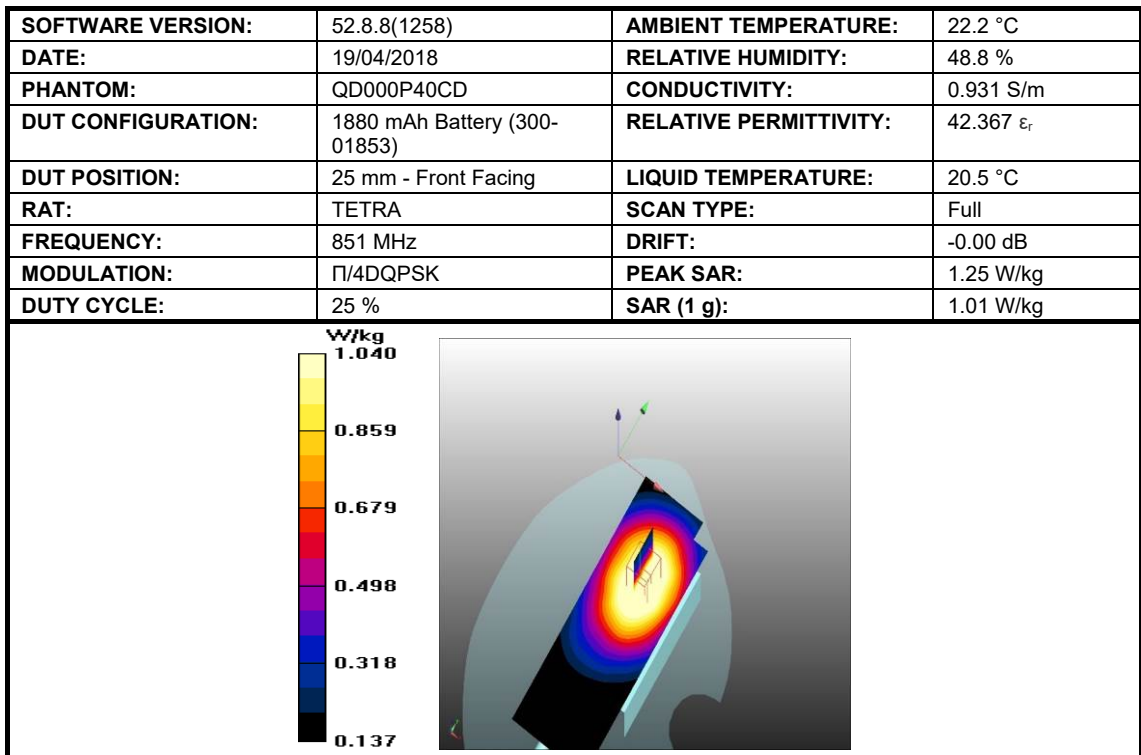 SOFTWARE VERSION: 52.8.8(1258) AMBIENT TEMPERATURE: 22.2 °C
DATE: 19/04/2018 RELATIVE HUMIDITY: 48.8 %
PHANTOM: QD000P40CD CONDUCTIVITY: 0.931 S/m
DUT CONFIGURATION: 1880 mAh Battery (300- RELATIVE PERMITTIVITY: 42.367 εr
01853)
DUT POSITION: 25 mm - Front Facing LIQUID TEMPERATURE: 20.5 °C
RAT: TETRA SCAN TYPE: Full
FREQUENCY: 851 MHz DRIFT: -0.00 dB
MODULATION: Π/4DQPSK PEAK SAR: 1.25 W/kg
DUTY CYCLE: 25 % SAR (1 g): 1.01 W/kg
W/kg
1.040
0.859
0.679
0.498
0.318
0.137